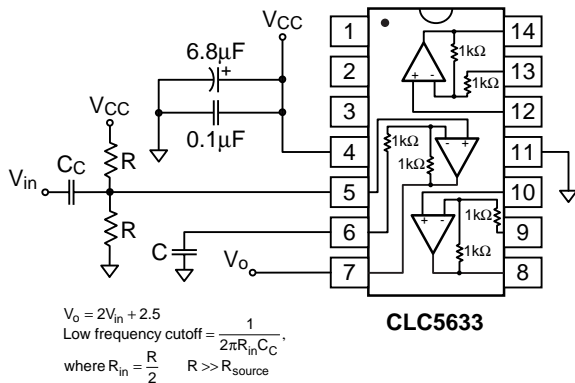 VCC
6.8µF
+
0.1µF
VCC
R
CC
Vin
R
C
Vo
1
2
3
4
5
6
7
14
13
12
11
10
9
8
1kΩ
1kΩ
+ -
1kΩ
1kΩ
- +
1kΩ
1kΩ
+ -
CLC5633
Vo = 2Vin + 2.5
Low frequency cutoff = 1 / 2πRinCC ,
where Rin = R / 2 R >> Rsource